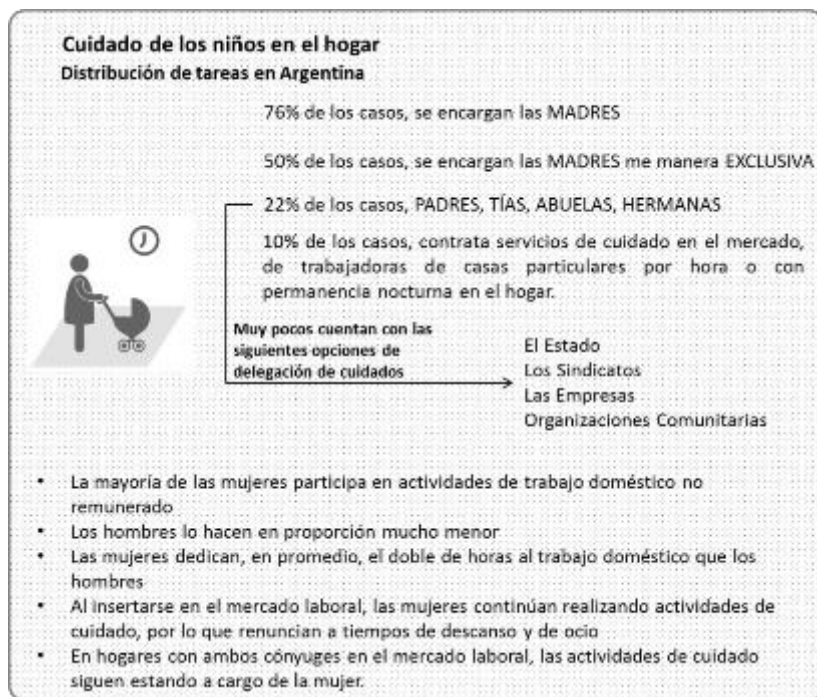 Cuidado de los niños en el hogar
Distribución de tareas en Argentina
76% de los casos, se encargan las MADRES
50% de los casos, se encargan las MADRES me manera EXCLUSIVA
22% de los casos, PADRES, TÍAS, ABUELAS, HERMANAS
10% de los casos, contrata servicios de cuidado en el mercado,
de trabajadoras de casas particulares por hora o con
permanencia nocturna en el hogar.
Muy pocos cuentan con las
siguientes opciones de
delegación de cuidados
El Estado
Los Sindicatos
Las Empresas
Organizaciones Comunitarias
• La mayoría de las mujeres participa en actividades de trabajo doméstico no
remunerado
• Los hombres lo hacen en proporción mucho menor
• Las mujeres dedican, en promedio, el doble de horas al trabajo doméstico que los
hombres
• Al insertarse en el mercado laboral, las mujeres continúan realizando actividades de
cuidado, por lo que renuncian a tiempos de descanso y de ocio
• En hogares con ambos cónyuges en el mercado laboral, las actividades de cuidado
siguen estando a cargo de la mujer.